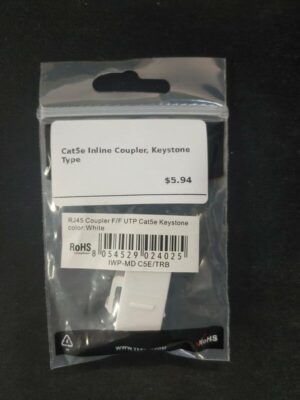 Cat5e Inline Coupler, Keystone
Type
$5.94
RJ45 Coupler F/F UTP Cat5e Keystone
color:White
RoHS
8 054529 024025
IWP-MD C5E/TRB
RoHS